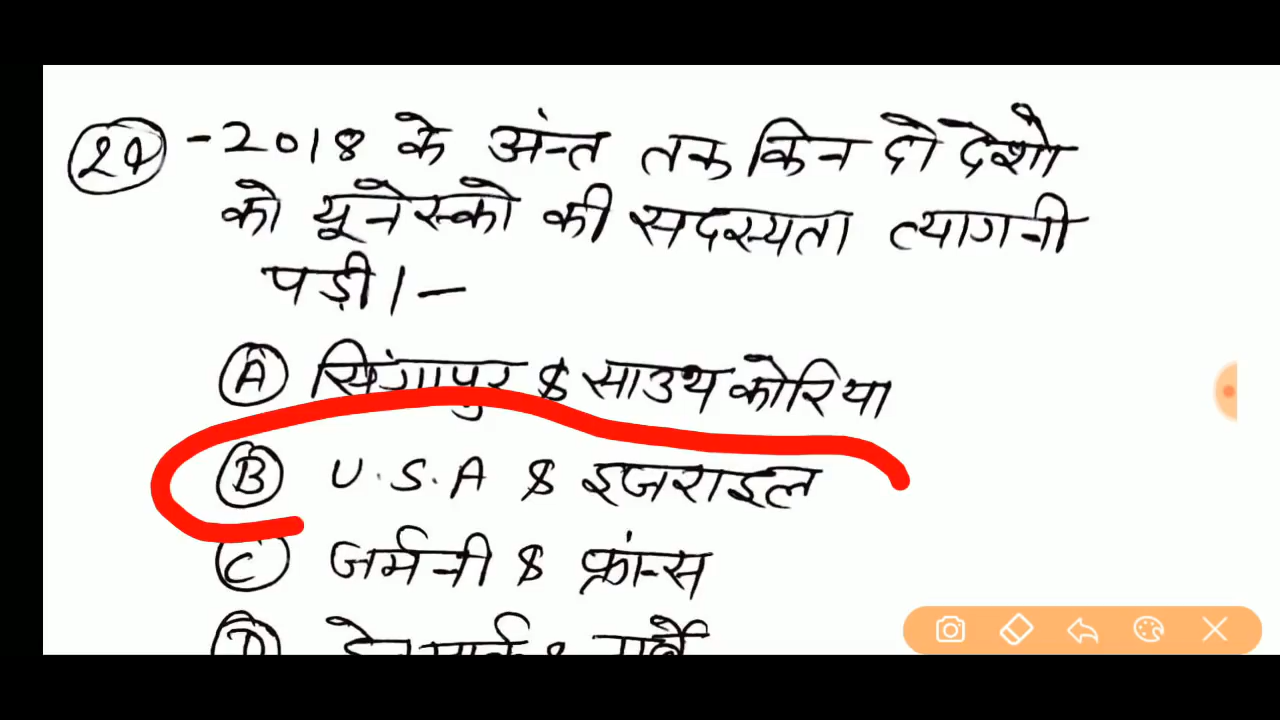 24 - 2018 के अंन्त तक किन दो देशो
को यूनेस्को की सदस्यता त्यागनी
पड़ी। -
A सिंगापुर & साउथ कोरिया
B U.S.A & इजराइल
C जर्मनी & फ्रांन्स
D